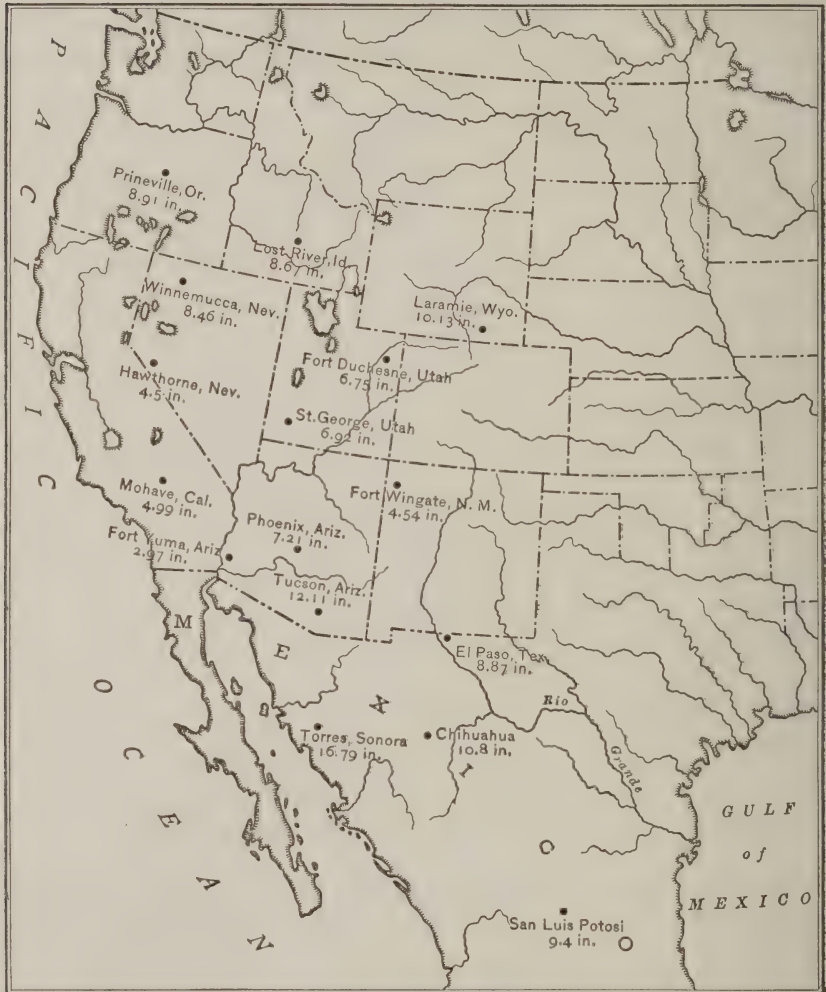 PACIFIC
OCEAN
Prineville, Or.
8.91 in.
Lost River, Id.
8.67 in.
Winnemucca, Nev.
8.46 in.
Laramie, Wyo.
10.13 in.
Fort Duchesne, Utah
6.75 in.
Hawthorne, Nev.
4.5 in.
St. George, Utah
6.92 in.
Mohave, Cal.
4.99 in.
Fort Wingate, N. M.
4.54 in.
Phoenix, Ariz.
7.21 in.
Fort Yuma, Ariz
2.97 in.
Tucson, Ariz.
12.11 in.
MEXI
El Paso, Tex.
8.87 in.
Rio
Grande
Torres, Sonora
16.79 in.
Chihuahua
10.8 in.
GULF
of
MEXICO
San Luis Potosi
9.4 in.